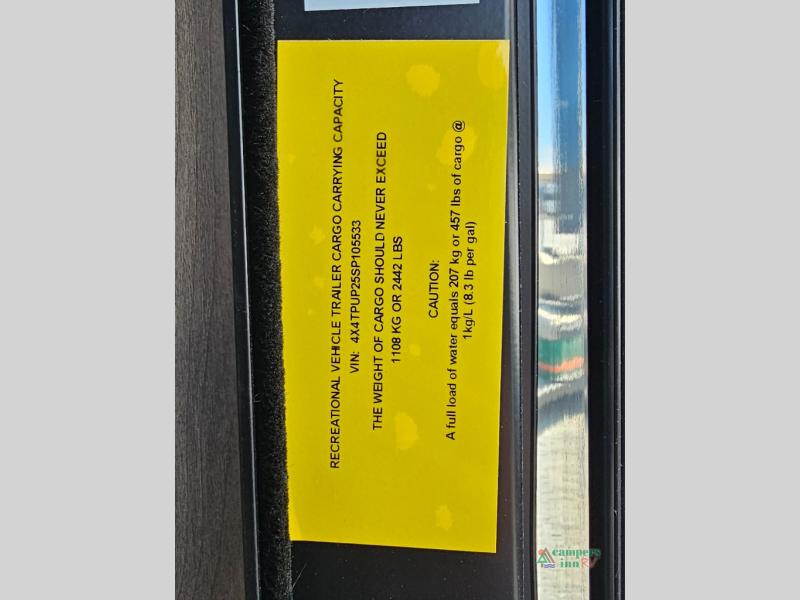 RECREATIONAL VEHICLE TRAILER CARGO CARRYING CAPACITY
VIN: 4X4TPUP25SP105533
THE WEIGHT OF CARGO SHOULD NEVER EXCEED
1108 KG OR 2442 LBS
CAUTION:
A full load of water equals 207 kg or 457 lbs of cargo @
1kg/L (8.3 lb per gal)
campers
inn RV